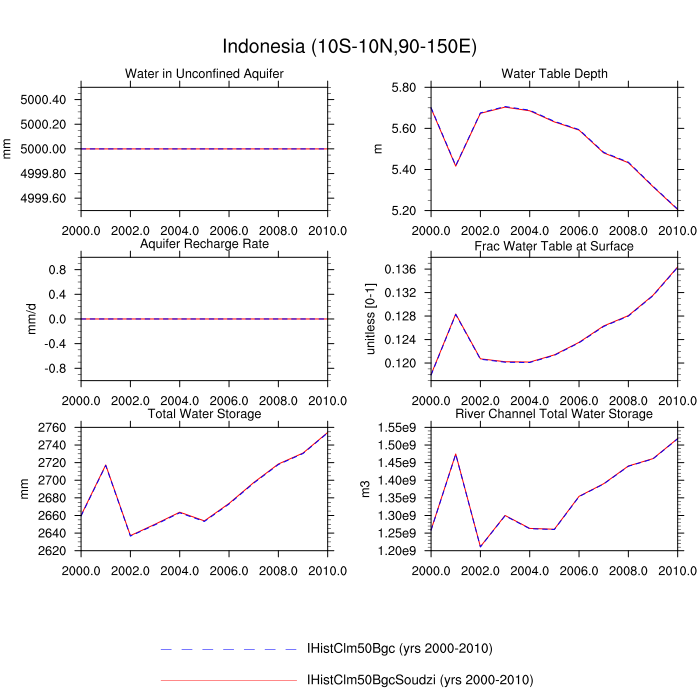 Indonesia (10S-10N,90-150E)
Water in Unconfined Aquifer
mm
5000.40
5000.20
5000.00
4999.80
4999.60
2000.0 2002.0 2004.0 2006.0 2008.0 2010.0
Water Table Depth
m
5.80
5.60
5.40
5.20
2000.0 2002.0 2004.0 2006.0 2008.0 2010.0
Aquifer Recharge Rate
mm/d
0.8
0.4
0.0
-0.4
-0.8
2000.0 2002.0 2004.0 2006.0 2008.0 2010.0
Frac Water Table at Surface
unitless [0-1]
0.136
0.132
0.128
0.124
0.120
2000.0 2002.0 2004.0 2006.0 2008.0 2010.0
Total Water Storage
mm
2760
2740
2720
2700
2680
2660
2640
2620
2000.0 2002.0 2004.0 2006.0 2008.0 2010.0
River Channel Total Water Storage
m3
1.55e9
1.50e9
1.45e9
1.40e9
1.35e9
1.30e9
1.25e9
1.20e9
2000.0 2002.0 2004.0 2006.0 2008.0 2010.0
IHistClm50Bgc (yrs 2000-2010)
IHistClm50BgcSoudzi (yrs 2000-2010)